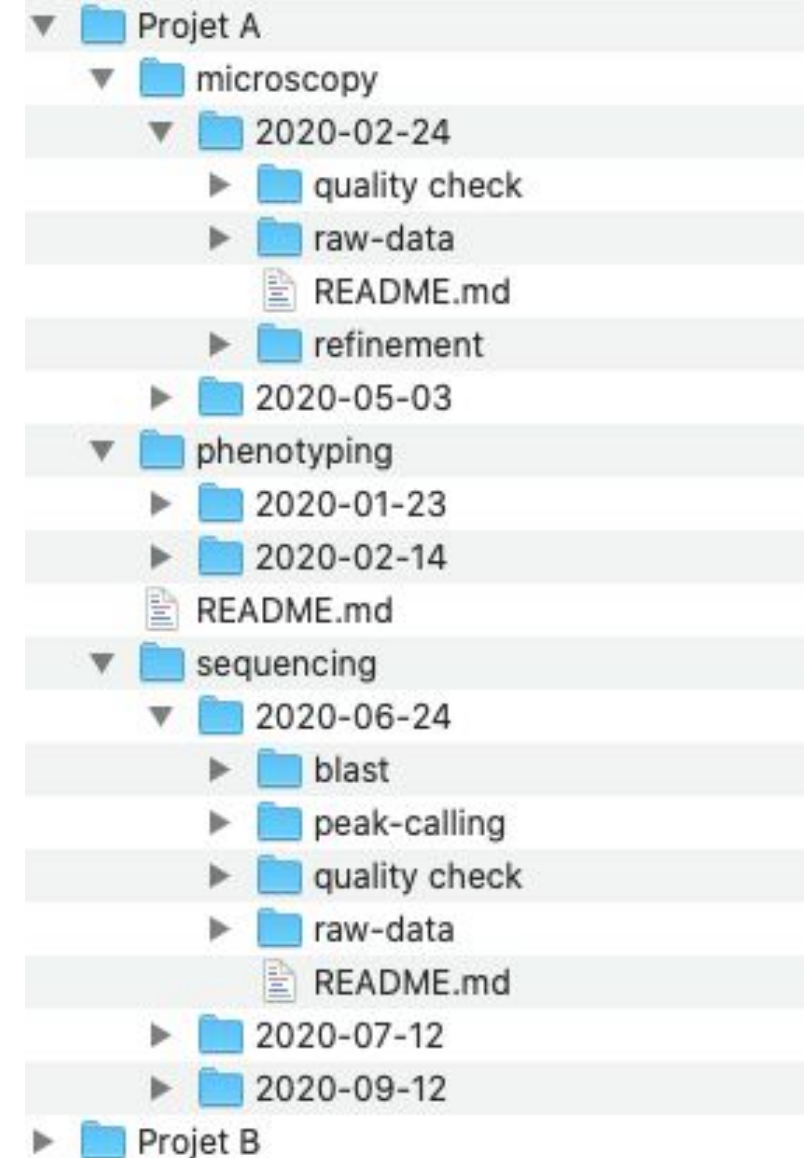 Projet A
microscopy
2020-02-24
quality check
raw-data
README.md
refinement
2020-05-03
phenotyping
2020-01-23
2020-02-14
README.md
sequencing
2020-06-24
blast
peak-calling
quality check
raw-data
README.md
2020-07-12
2020-09-12
Projet B